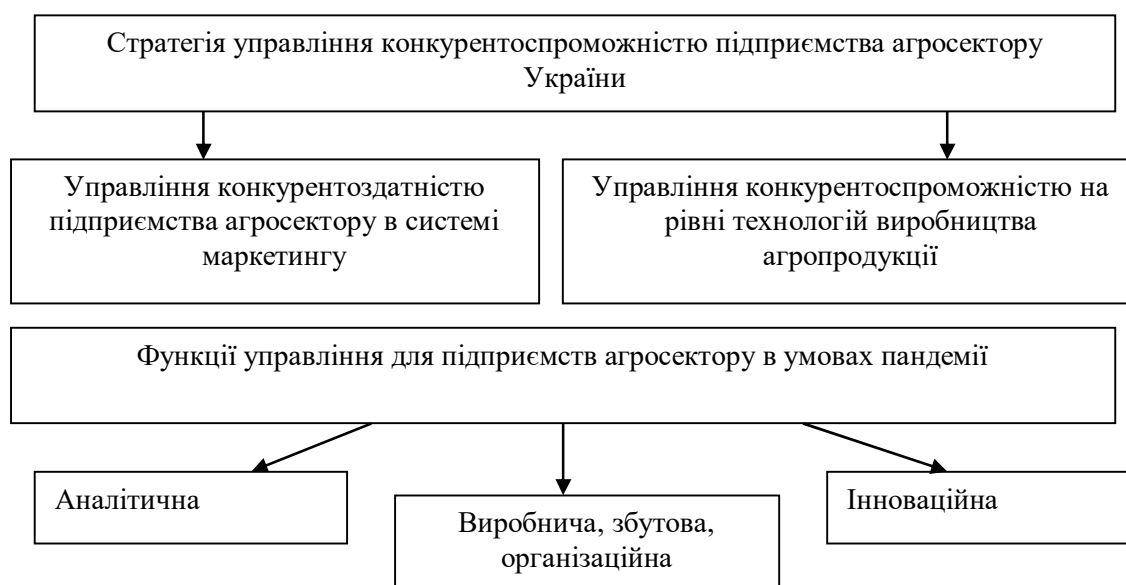 Стратегія управління конкурентоспроможністю підприємства агросектору
України
Управління конкурентоздатністю
підприємства агросектору в системі
маркетингу
Управління конкурентоспроможністю на
рівні технологій виробництва
агропродукції
Функції управління для підприємств агросектору в умовах пандемії
Аналітична
Виробнича, збутова,
організаційна
Інноваційна